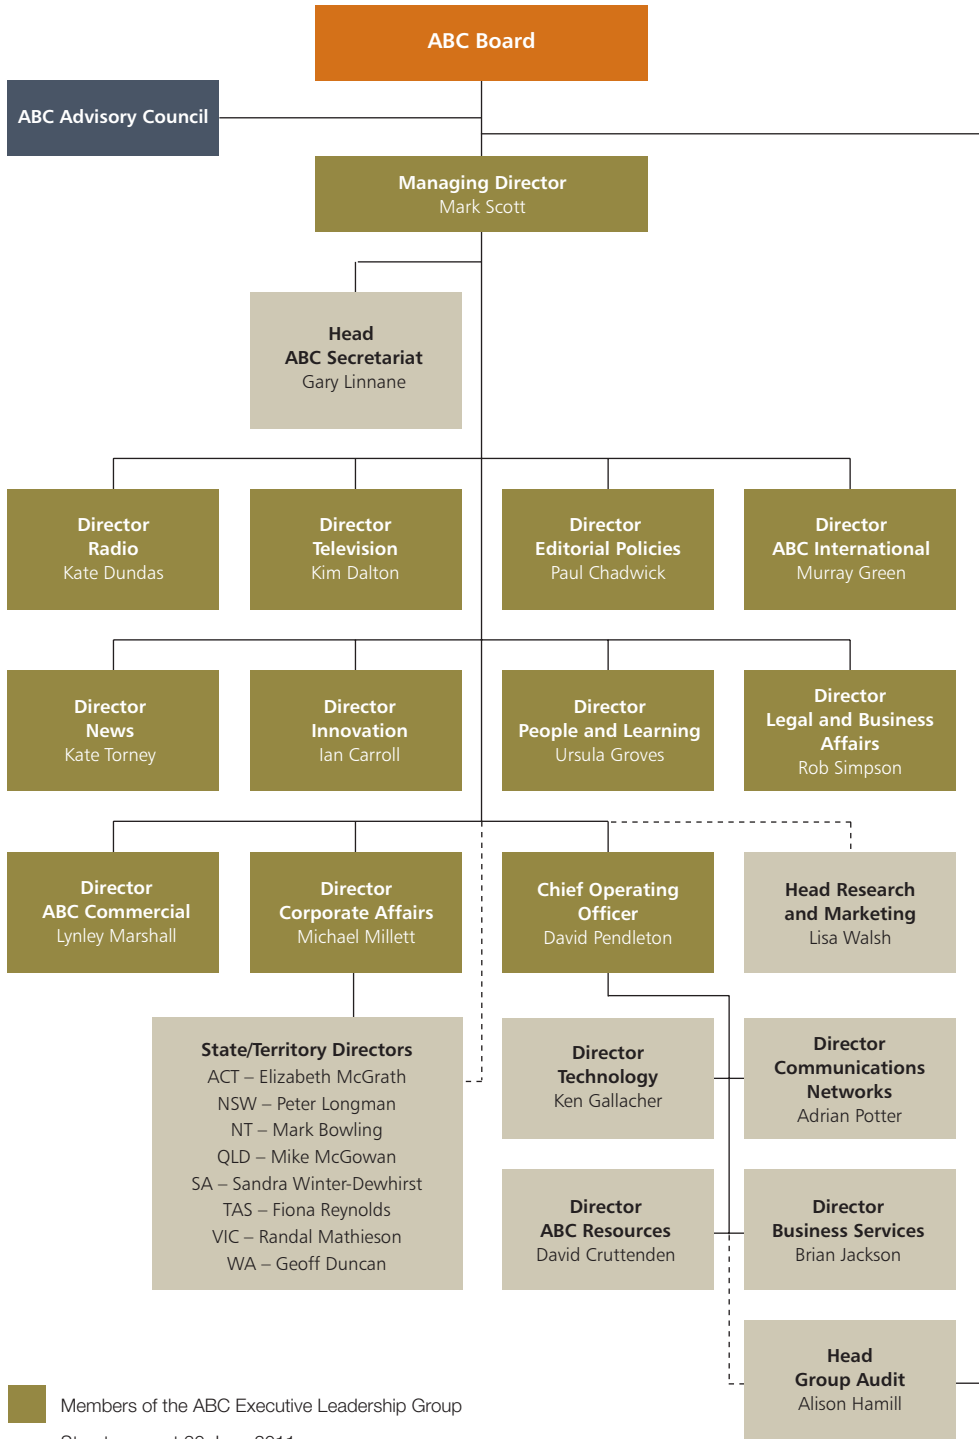 ABC Board
ABC Advisory Council
Managing Director
Mark Scott
Head
ABC Secretariat
Gary Linnane
Director
Radio
Kate Dundas
Director
Television
Kim Dalton
Director
Editorial Policies
Paul Chadwick
Director
ABC International
Murray Green
Director
News
Kate Torney
Director
Innovation
Ian Carroll
Director
People and Learning
Ursula Groves
Director
Legal and Business
Affairs
Rob Simpson
Director
ABC Commercial
Lynley Marshall
Director
Corporate Affairs
Michael Millett
Chief Operating
Officer
David Pendleton
Head Research
and Marketing
Lisa Walsh
State/Territory Directors
ACT – Elizabeth McGrath
NSW – Peter Longman
NT – Mark Bowling
QLD – Mike McGowan
SA – Sandra Winter-Dewhirst
TAS – Fiona Reynolds
VIC – Randal Mathieson
WA – Geoff Duncan
Director
Technology
Ken Gallacher
Director
Communications
Networks
Adrian Potter
Director
ABC Resources
David Cruttenden
Director
Business Services
Brian Jackson
Head
Group Audit
Alison Hamill
Members of the ABC Executive Leadership Group